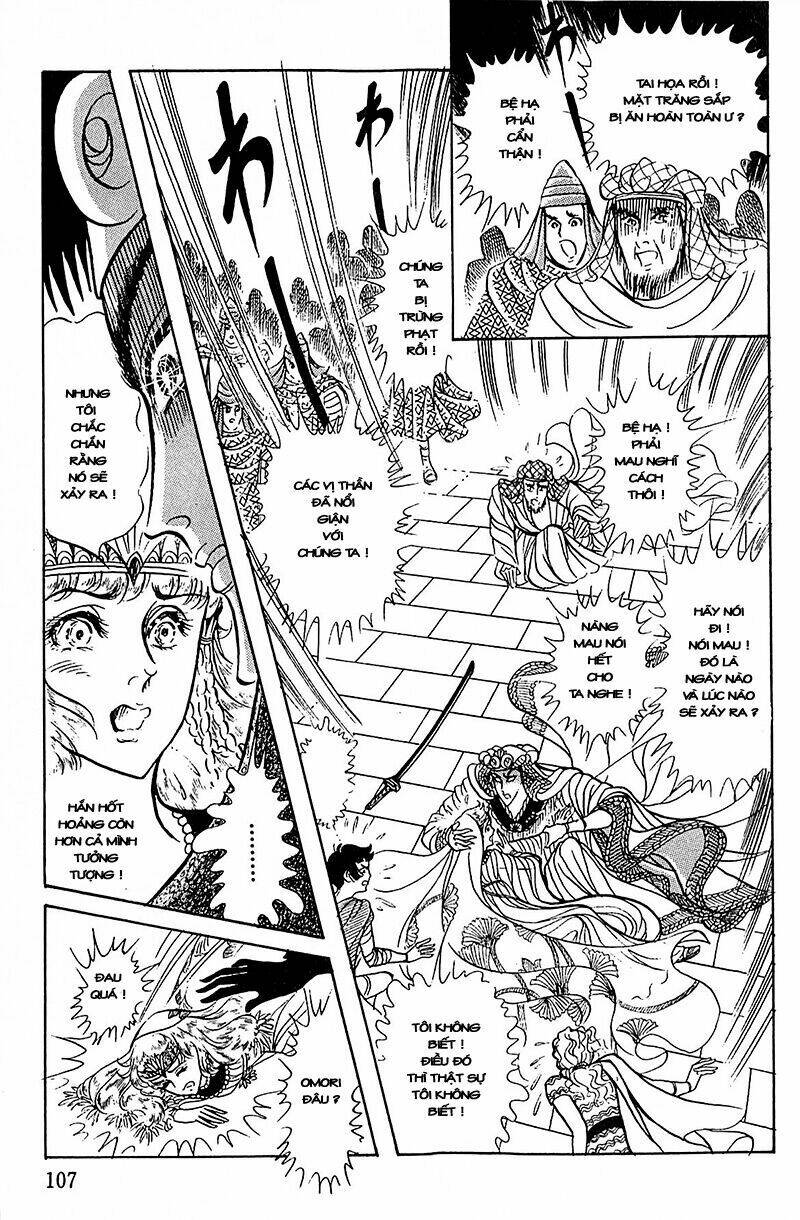 TAI HỌA RỒI !
MẶT TRĂNG SẮP
BỊ ĂN HOÀN TOÀN Ư ?
BỆ HẠ
PHẢI
CẨN
THẬN !
わ
わ
わ
CHÚNG
TA
BỊ
TRỪNG
PHẠT
RỒI !
BỆ HẠ !
PHẢI
MAU NGHĨ
CÁCH
THÔI !
CÁC VỊ THẦN
ĐÃ NỔI
GIẬN
VỚI
CHÚNG TA !
HÃY NÓI
ĐI !
NÓI MAU !
ĐÓ LÀ
NGÀY NÀO
VÀ LÚC NÀO
SẼ XẢY RA ?
NÀNG
MAU NÓI
HẾT
CHO
TA NGHE !
TÔI KHÔNG
BIẾT !
ĐIỀU ĐÓ
THÌ THẬT SỰ
TÔI KHÔNG
BIẾT !
NHƯNG
TÔI
CHẮC
CHẮN
RẰNG
NÓ SẼ
XẢY RA !
HẮN HỐT
HOẢNG CÒN
HƠN CẢ MÌNH
TƯỞNG
TƯỢNG !
........
ĐAU
QUÁ !
OMORI
ĐÂU ?
107